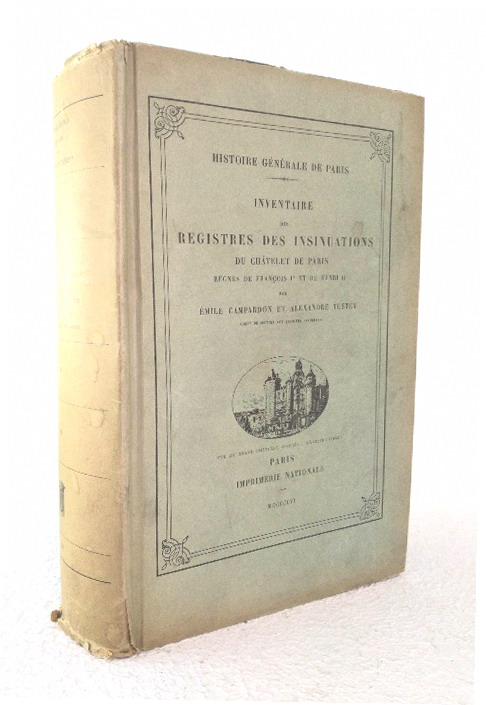 HISTOIRE GÉNÉRALE DE PARIS
INVENTAIRE
DES
REGISTRES DES INSINUATIONS
DU CHÂTELET DE PARIS
RÈGNES DE FRANÇOIS Iᵉʳ ET DE HENRI II
PAR
ÉMILE CAMPARDON ET ALEXANDRE TUETEY
PARIS
IMPRIMERIE NATIONALE